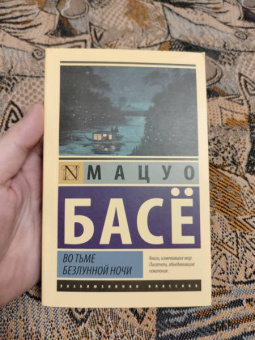 N
МАЦУО
БАСЁ
ВО ТЬМЕ
БЕЗЛУННОЙ НОЧИ
Книги, изменившие мир.
Писатели, объединившие
поколения.
ЭКСКЛЮЗИВНАЯ КЛАССИКА